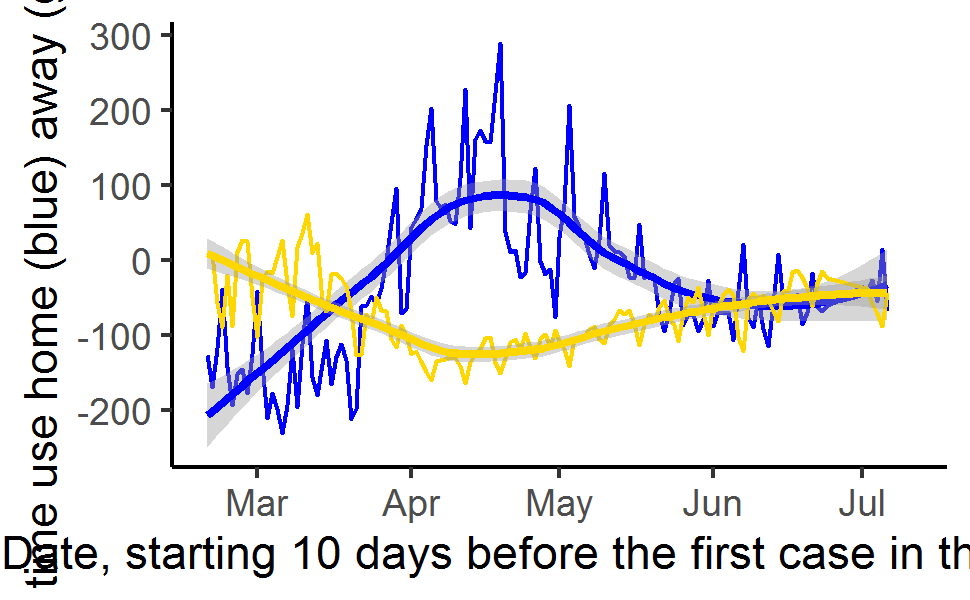 time use home (blue) away (
300
200
100
0
-100
-200
Mar Apr May Jun Jul
Date, starting 10 days before the first case in th